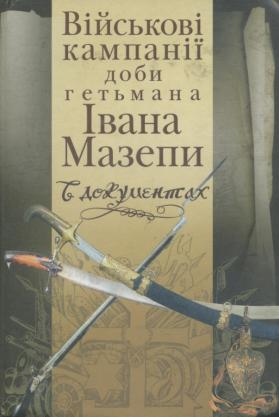 Військові
кампанії
доби
гетьмана
Івана
Мазепи
в документах